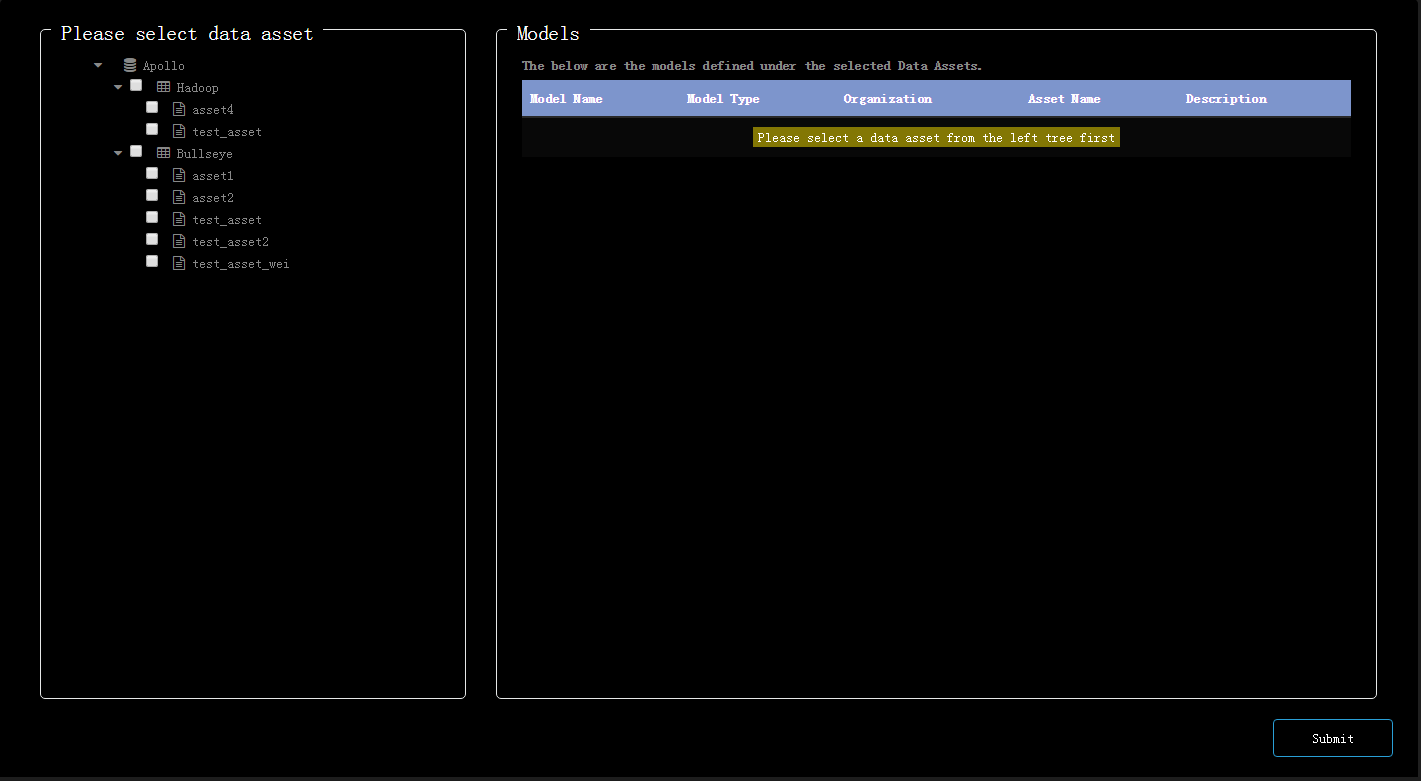 Please select data asset
Apollo
Hadoop
asset4
test_asset
Bullseye
asset1
asset2
test_asset
test_asset2
test_asset_wei
Models
The below are the models defined under the selected Data Assets.
Model Name Model Type Organization Asset Name Description
Please select a data asset from the left tree first
Submit